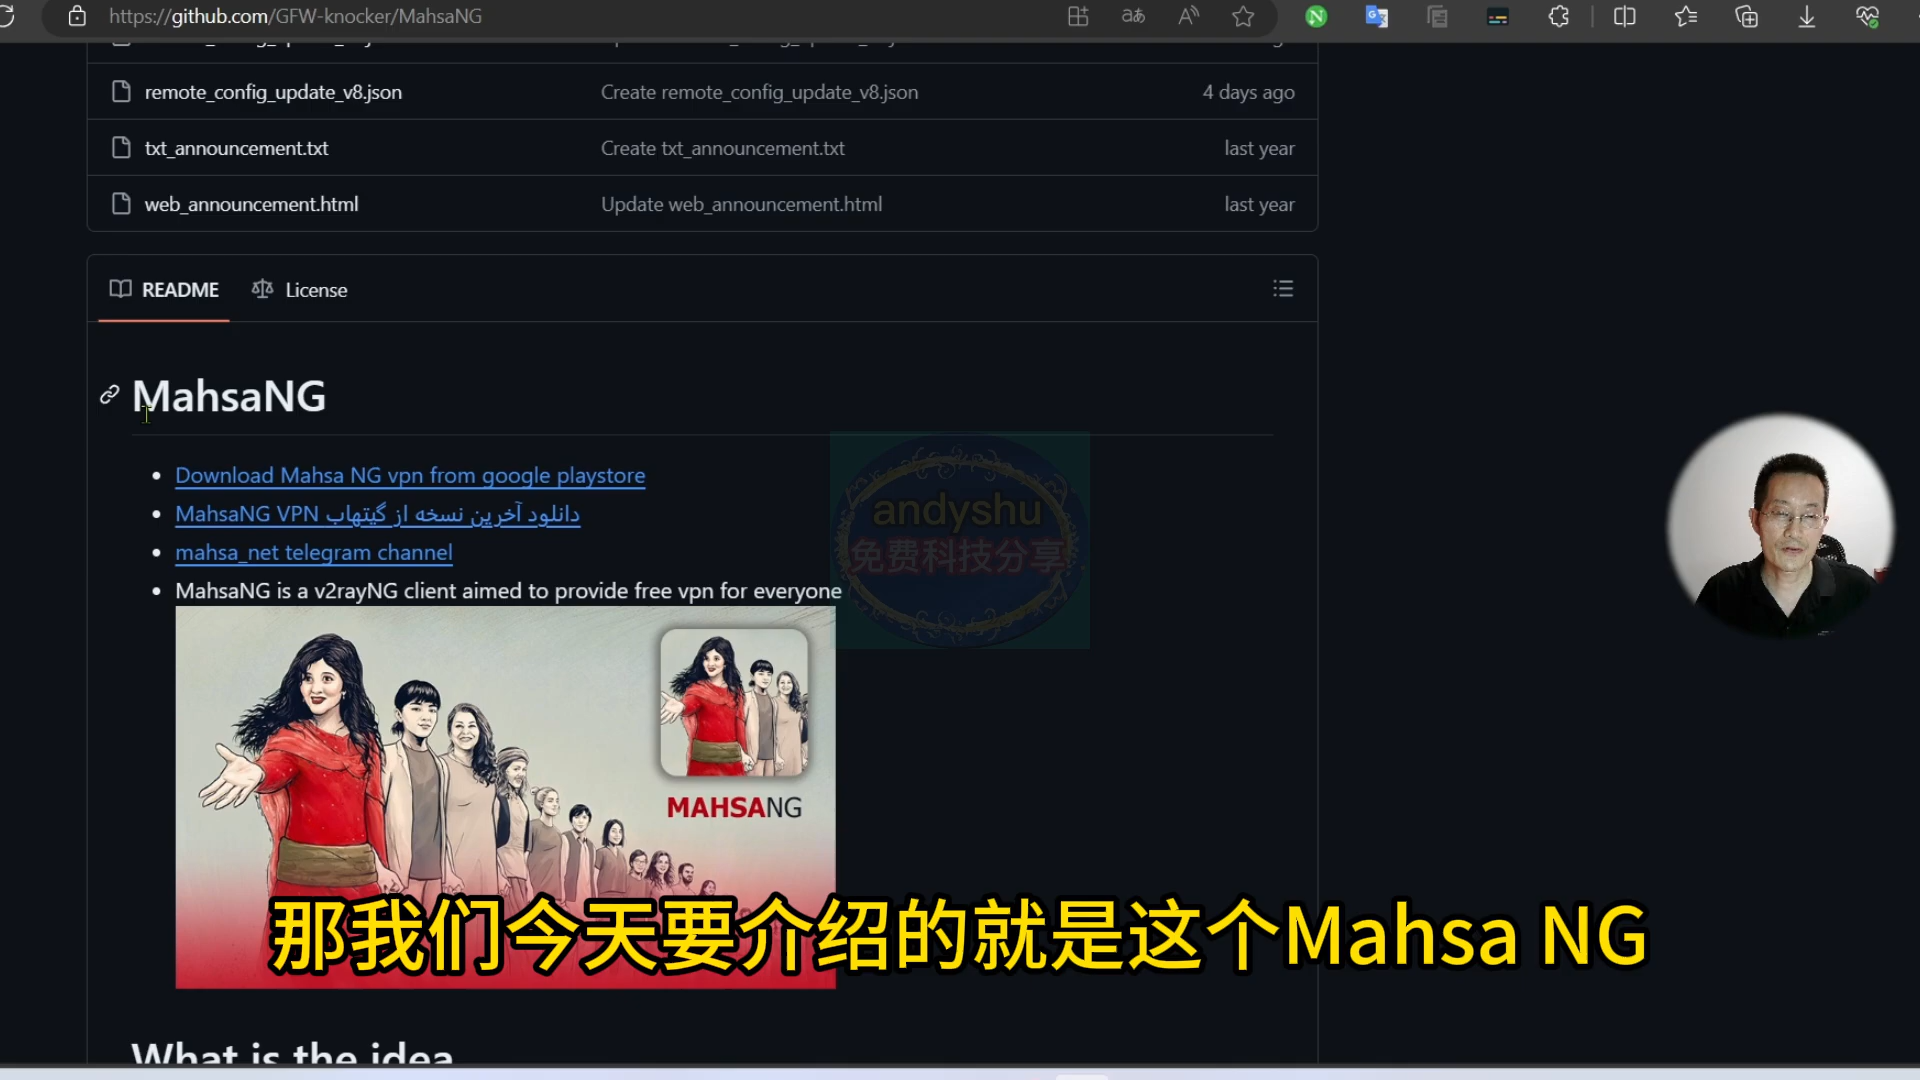 https://github.com/GFW-knocker/MahsaNG
remote_config_update_v8.json Create remote_config_update_v8.json 4 days ago
txt_announcement.txt Create txt_announcement.txt last year
web_announcement.html Update web_announcement.html last year
README License
MahsaNG
Download Mahsa NG vpn from google playstore
MahsaNG VPN دانلود آخرین نسخه از گیتهاب
mahsa_net telegram channel
MahsaNG is a v2rayNG client aimed to provide free vpn for everyone
andyshu
免费科技分享
MAHSANG
那我们今天要介绍的就是这个Mahsa NG
What is the idea